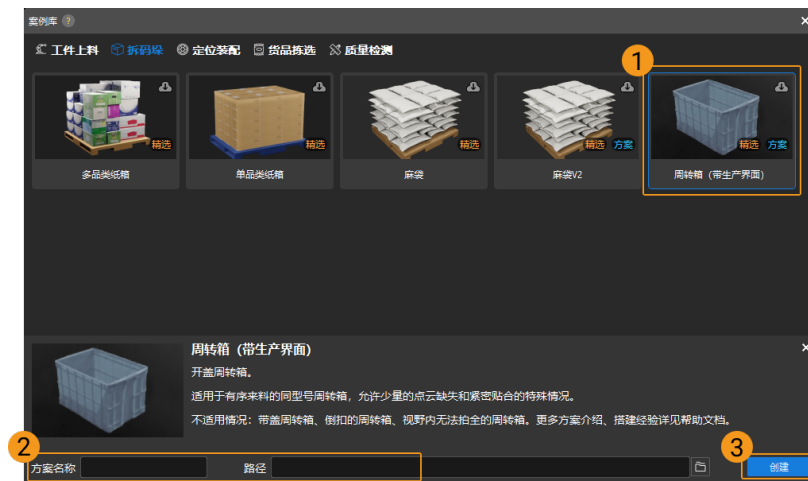 案例库 ?
工件上料 拆码垛 定位装配 货品拣选 质量检测
1
精选
精选
精选
精选 方案
精选 方案
多品类纸箱
单品类纸箱
麻袋
麻袋V2
周转箱（带生产界面）
周转箱（带生产界面）
开盖周转箱。
适用于有序来料的同型号周转箱，允许少量的点云缺失和紧密贴合的特殊情况。
不适用情况：带盖周转箱、倒扣的周转箱、视野内无法拍全的周转箱。更多方案介绍、搭建经验详见帮助文档。
2
3
方案名称 路径 创建